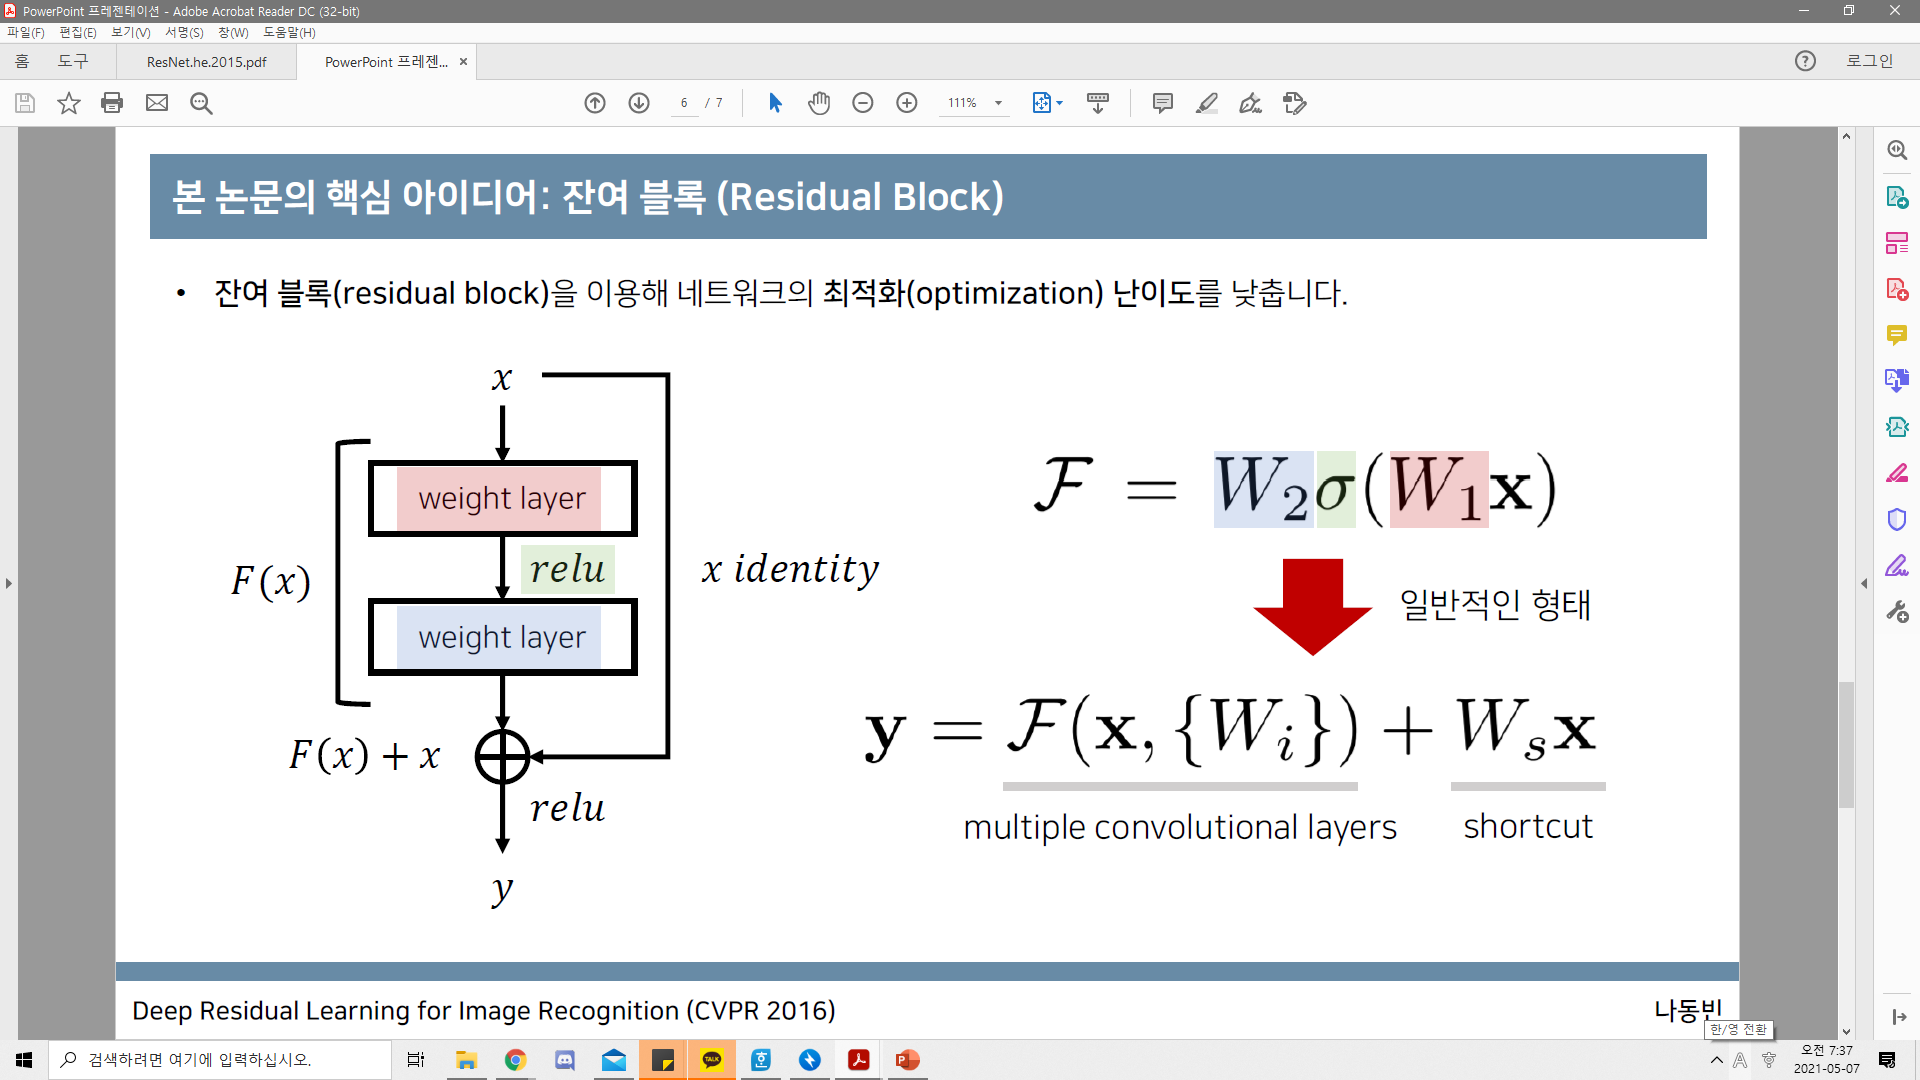 PowerPoint 프레젠테이션 - Adobe Acrobat Reader DC (32-bit)
파일(F) 편집(E) 보기(V) 서명(S) 창(W) 도움말(H)
홈 도구 ResNet.he.2015.pdf PowerPoint 프레젠... × 로그인
6 / 7 111%
본 논문의 핵심 아이디어: 잔여 블록 (Residual Block)
• 잔여 블록(residual block)을 이용해 네트워크의 최적화(optimization) 난이도를 낮춥니다.
x
weight layer
relu
F(x)
x identity
weight layer
F(x) + x
relu
y
ℱ = W₂σ(W₁x)
일반적인 형태
y = ℱ(x, {Wᵢ}) + Wₛx
multiple convolutional layers
shortcut
Deep Residual Learning for Image Recognition (CVPR 2016)
나동빈
한/영 전환
검색하려면 여기에 입력하십시오.
TALK
A
오전 7:37
2021-05-07